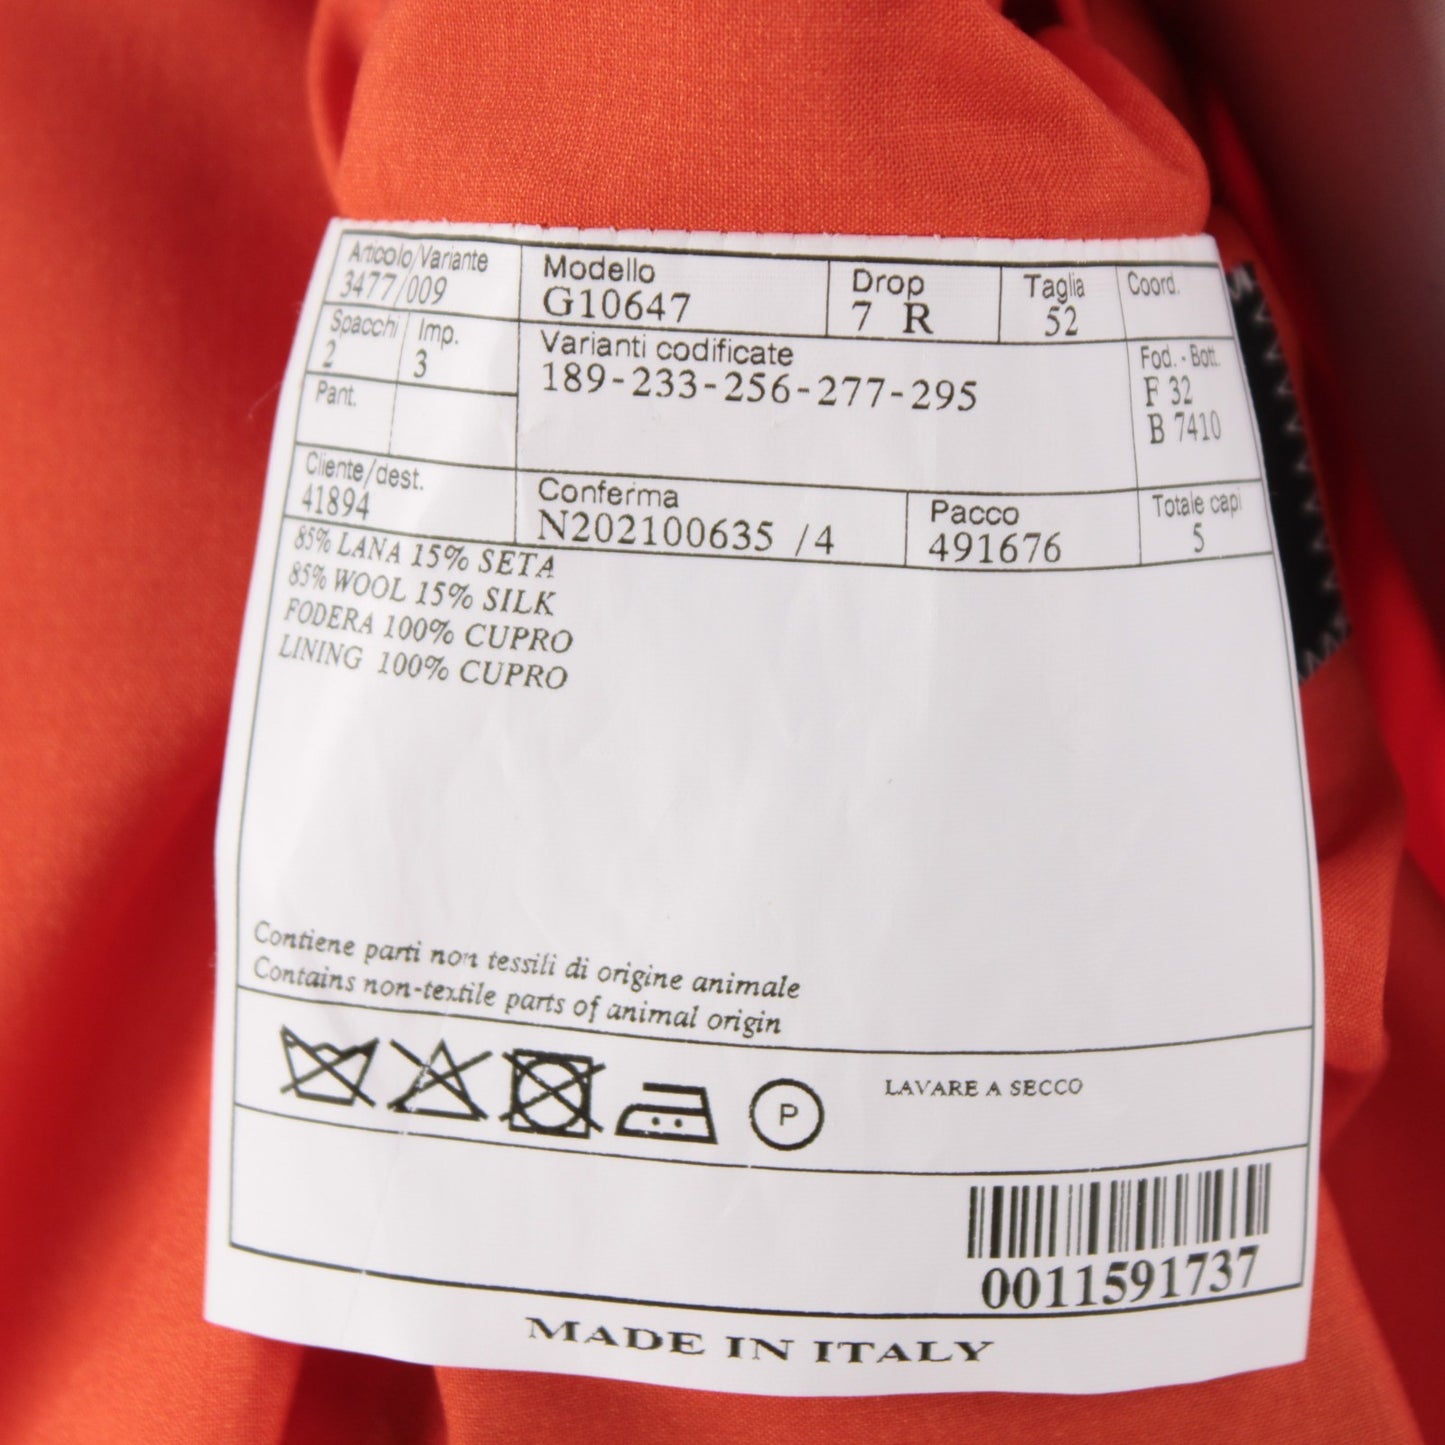 Articolo/Variante
3477/009
Modello
G10647
Drop
7 R
Taglia
52
Coord.
Spacchi
2
Imp.
3
Varianti codificate
189-233-256-277-295
Fod. - Bott.
F 32
B 7410
Pant.
Cliente/dest.
41894
Conferma
N202100635 /4
Pacco
491676
Totale capi
5
85% LANA 15% SETA
85% WOOL 15% SILK
FODERA 100% CUPRO
LINING 100% CUPRO
Contiene parti non tessili di origine animale
Contains non-textile parts of animal origin
P
LAVARE A SECCO
0011591737
MADE IN ITALY